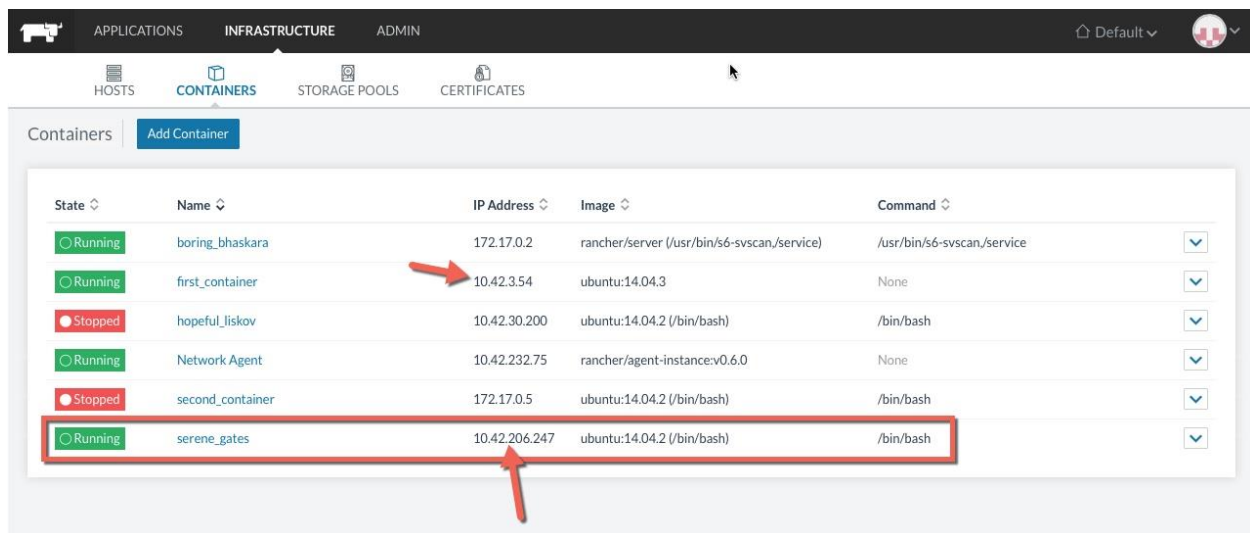 APPLICATIONS INFRASTRUCTURE ADMIN Default
HOSTS CONTAINERS STORAGE POOLS CERTIFICATES
Containers Add Container
State Name IP Address Image Command
Running boring_bhaskara 172.17.0.2 rancher/server (/usr/bin/s6-svscan,/service) /usr/bin/s6-svscan,/service
Running first_container 10.42.3.54 ubuntu:14.04.3 None
Stopped hopeful_liskov 10.42.30.200 ubuntu:14.04.2 (/bin/bash) /bin/bash
Running Network Agent 10.42.232.75 rancher/agent-instance:v0.6.0 None
Stopped second_container 172.17.0.5 ubuntu:14.04.2 (/bin/bash) /bin/bash
Running serene_gates 10.42.206.247 ubuntu:14.04.2 (/bin/bash) /bin/bash